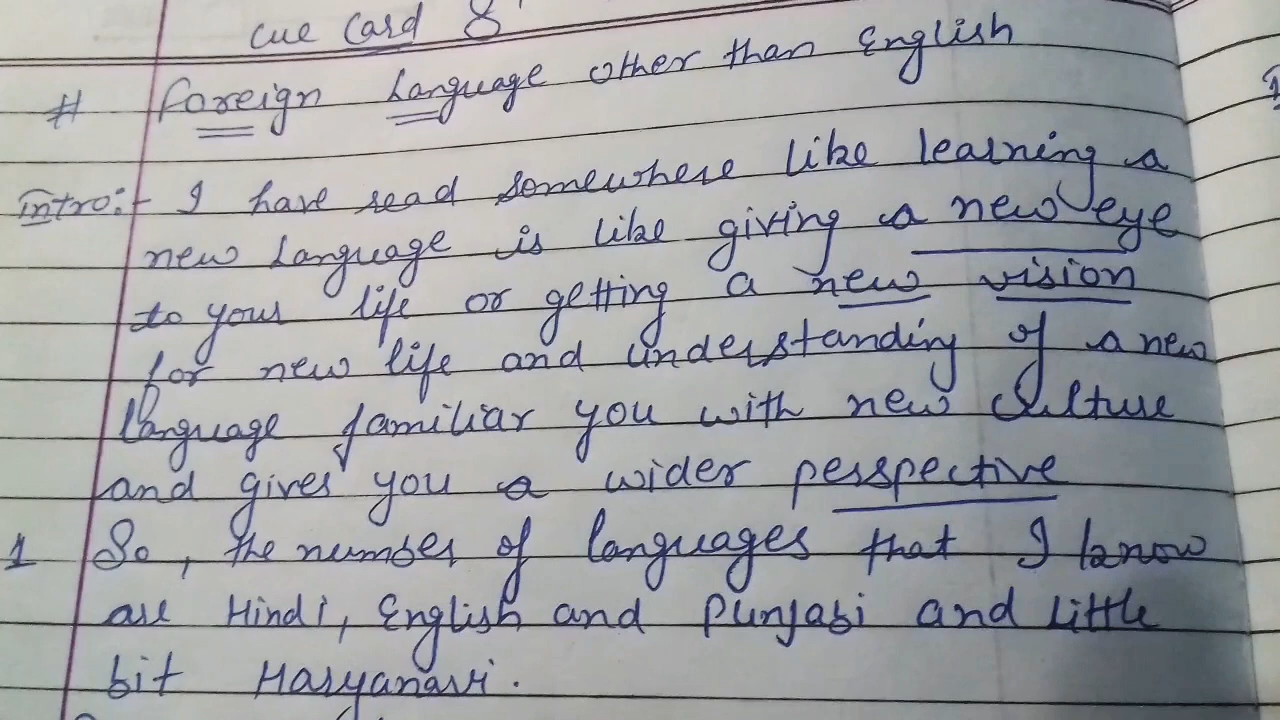 Cue Card 8
# Foreign Language other than English
Intro:- I have read somewhere like learning a
new Language is like giving a new eye
to your life or getting a new vision
for new life and understanding of a new
language familiar you with new Culture
and gives you a wider perspective
1 So, the number of languages that I know
are Hindi, English and Punjabi and Little
bit Haryanavi.